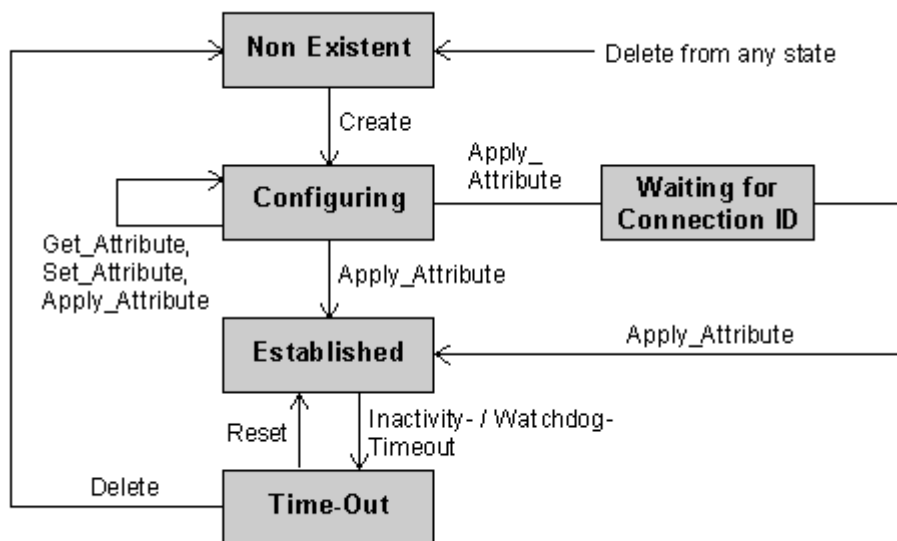 Non Existent
Delete from any state
Create
Apply_
Attribute
Configuring
Waiting for
Connection ID
Get_Attribute,
Set_Attribute,
Apply_Attribute
Apply_Attribute
Established
Apply_Attribute
Reset
Inactivity- / Watchdog-
Timeout
Delete
Time-Out